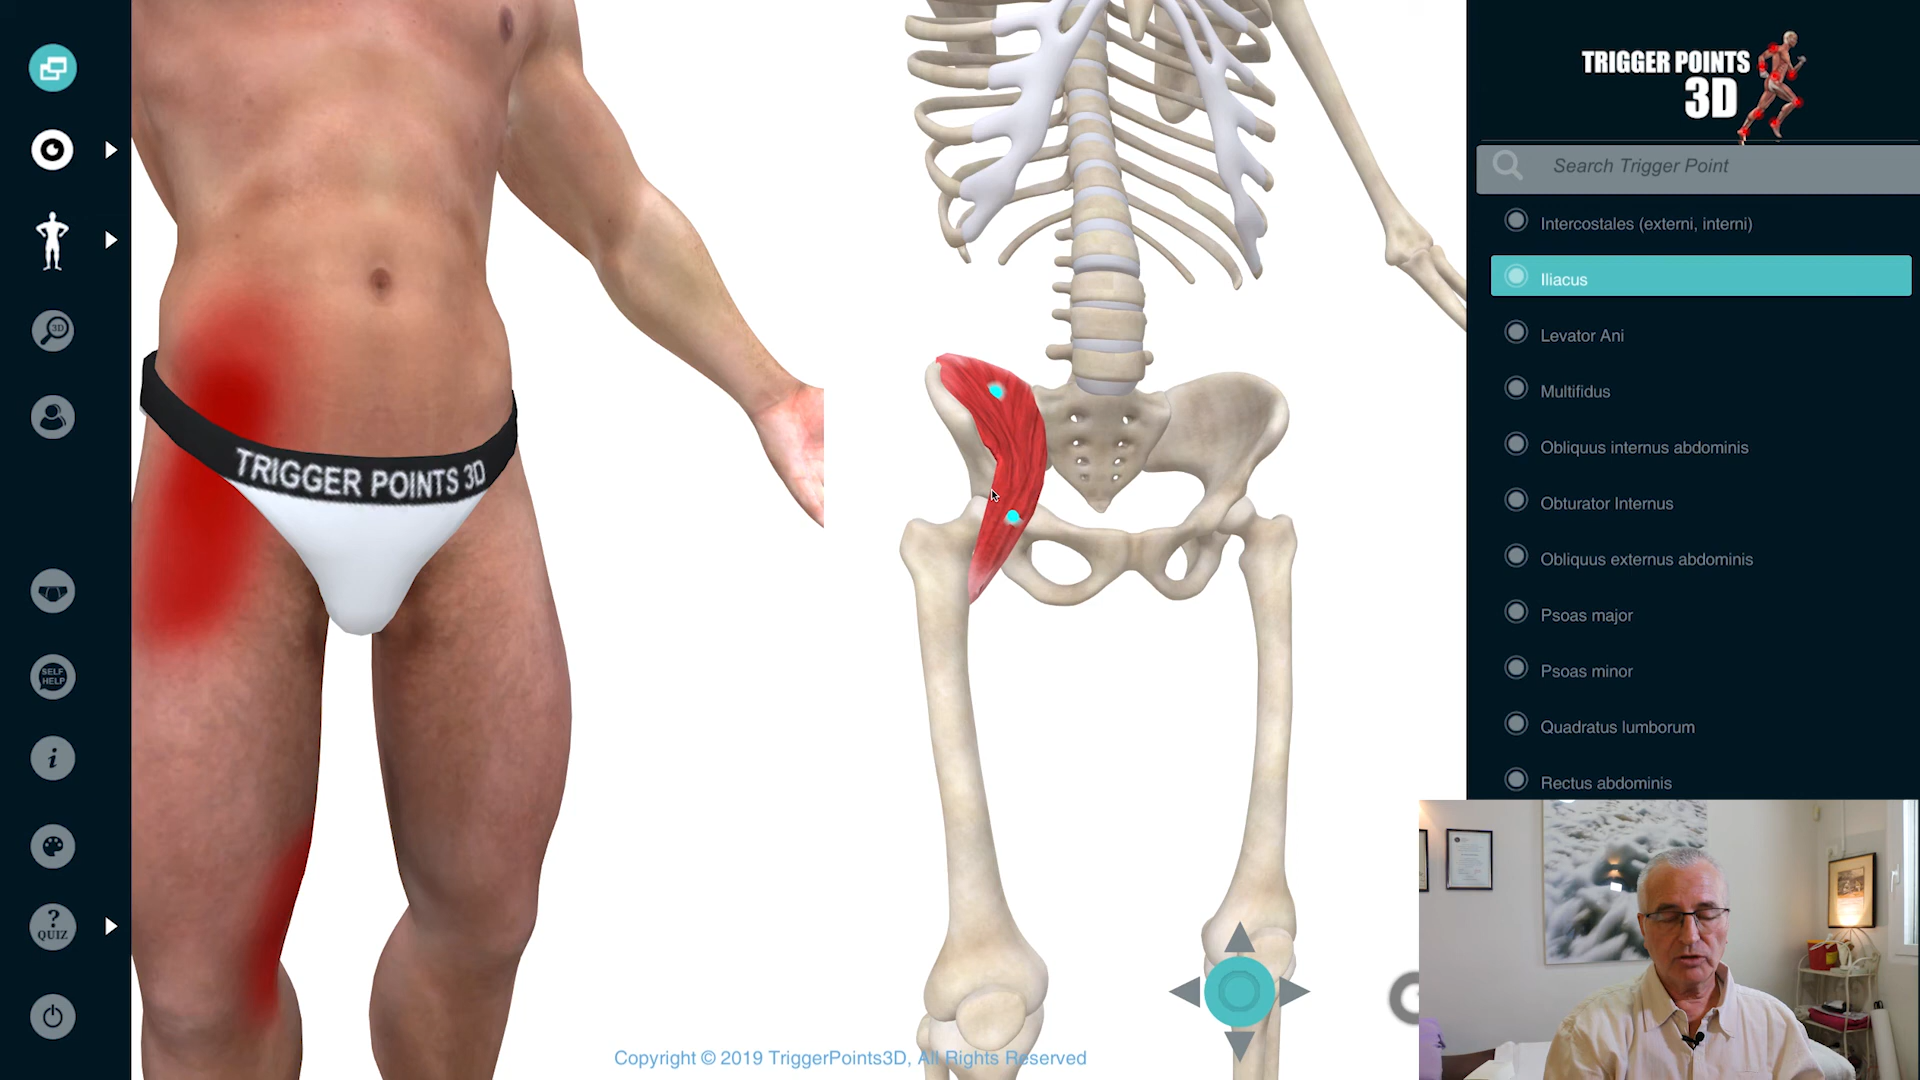 TRIGGER POINTS
3D
Search Trigger Point
Intercostales (externi, interni)
Iliacus
Levator Ani
Multifidus
Obliquus internus abdominis
Obturator Internus
Obliquus externus abdominis
Psoas major
Psoas minor
Quadratus lumborum
Rectus abdominis
3D
TRIGGER POINTS 3D
SELF
HELP
i
?
QUIZ
Copyright © 2019 TriggerPoints3D, All Rights Reserved